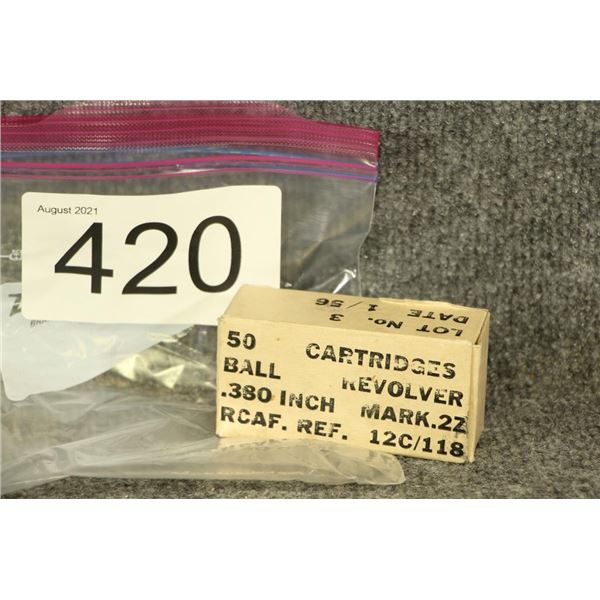 August 2021
420
LOT No. 3
DATE 1/56
50 CARTRIDGES
BALL REVOLVER
.380 INCH MARK.2Z
RCAF. REF. 12C/118